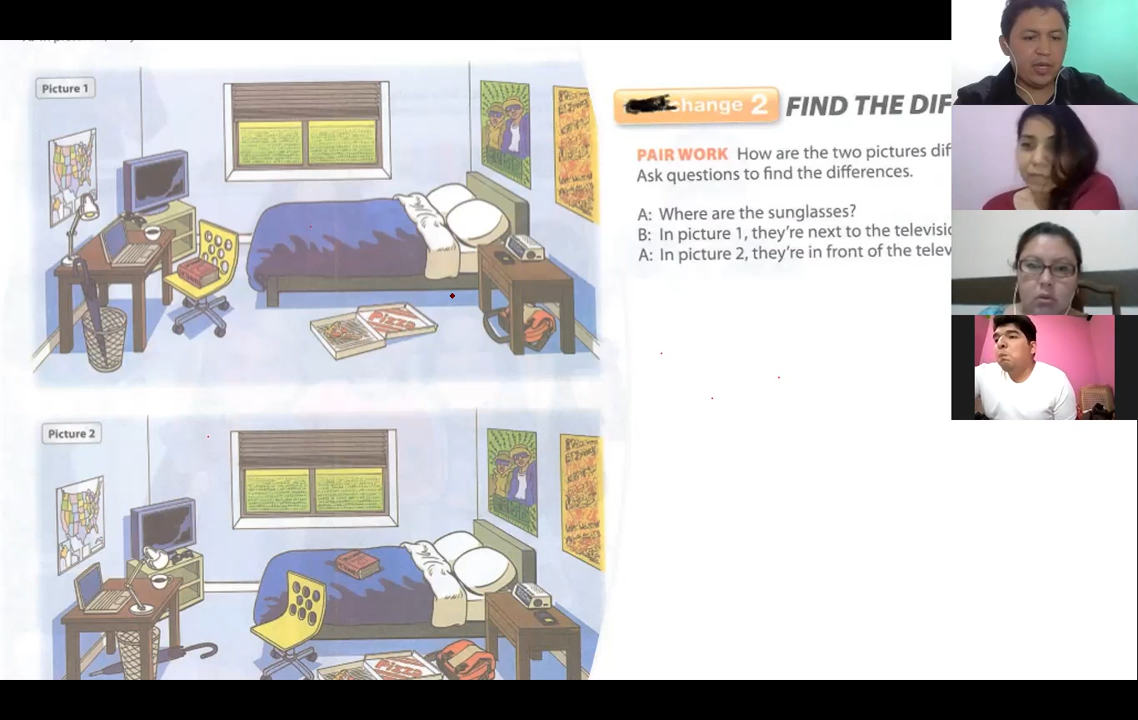 Picture 1
Pizza
Picture 2
Pizza
change 2 FIND THE DIF
PAIR WORK How are the two pictures dif
Ask questions to find the differences.
A: Where are the sunglasses?
B: In picture 1, they're next to the televisio
A: In picture 2, they're in front of the telev